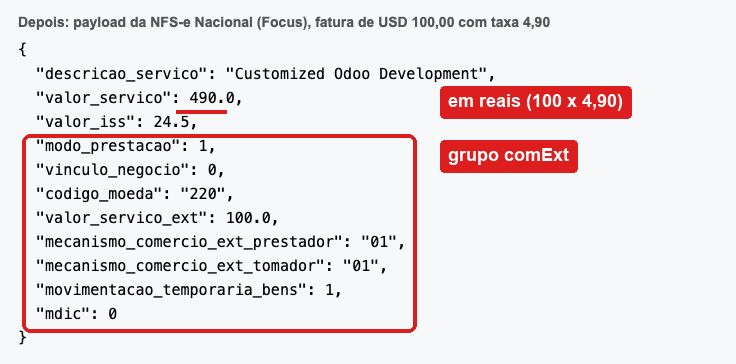 Depois: payload da NFS-e Nacional (Focus), fatura de USD 100,00 com taxa 4,90
{
"descricao_servico": "Customized Odoo Development",
"valor_servico": 490.0,
em reais (100 x 4,90)
"valor_iss": 24.5,
"modo_prestacao": 1,
grupo comExt
"vinculo_negocio": 0,
"codigo_moeda": "220",
"valor_servico_ext": 100.0,
"mecanismo_comercio_ext_prestador": "01",
"mecanismo_comercio_ext_tomador": "01",
"movimentacao_temporaria_bens": 1,
"mdic": 0
}